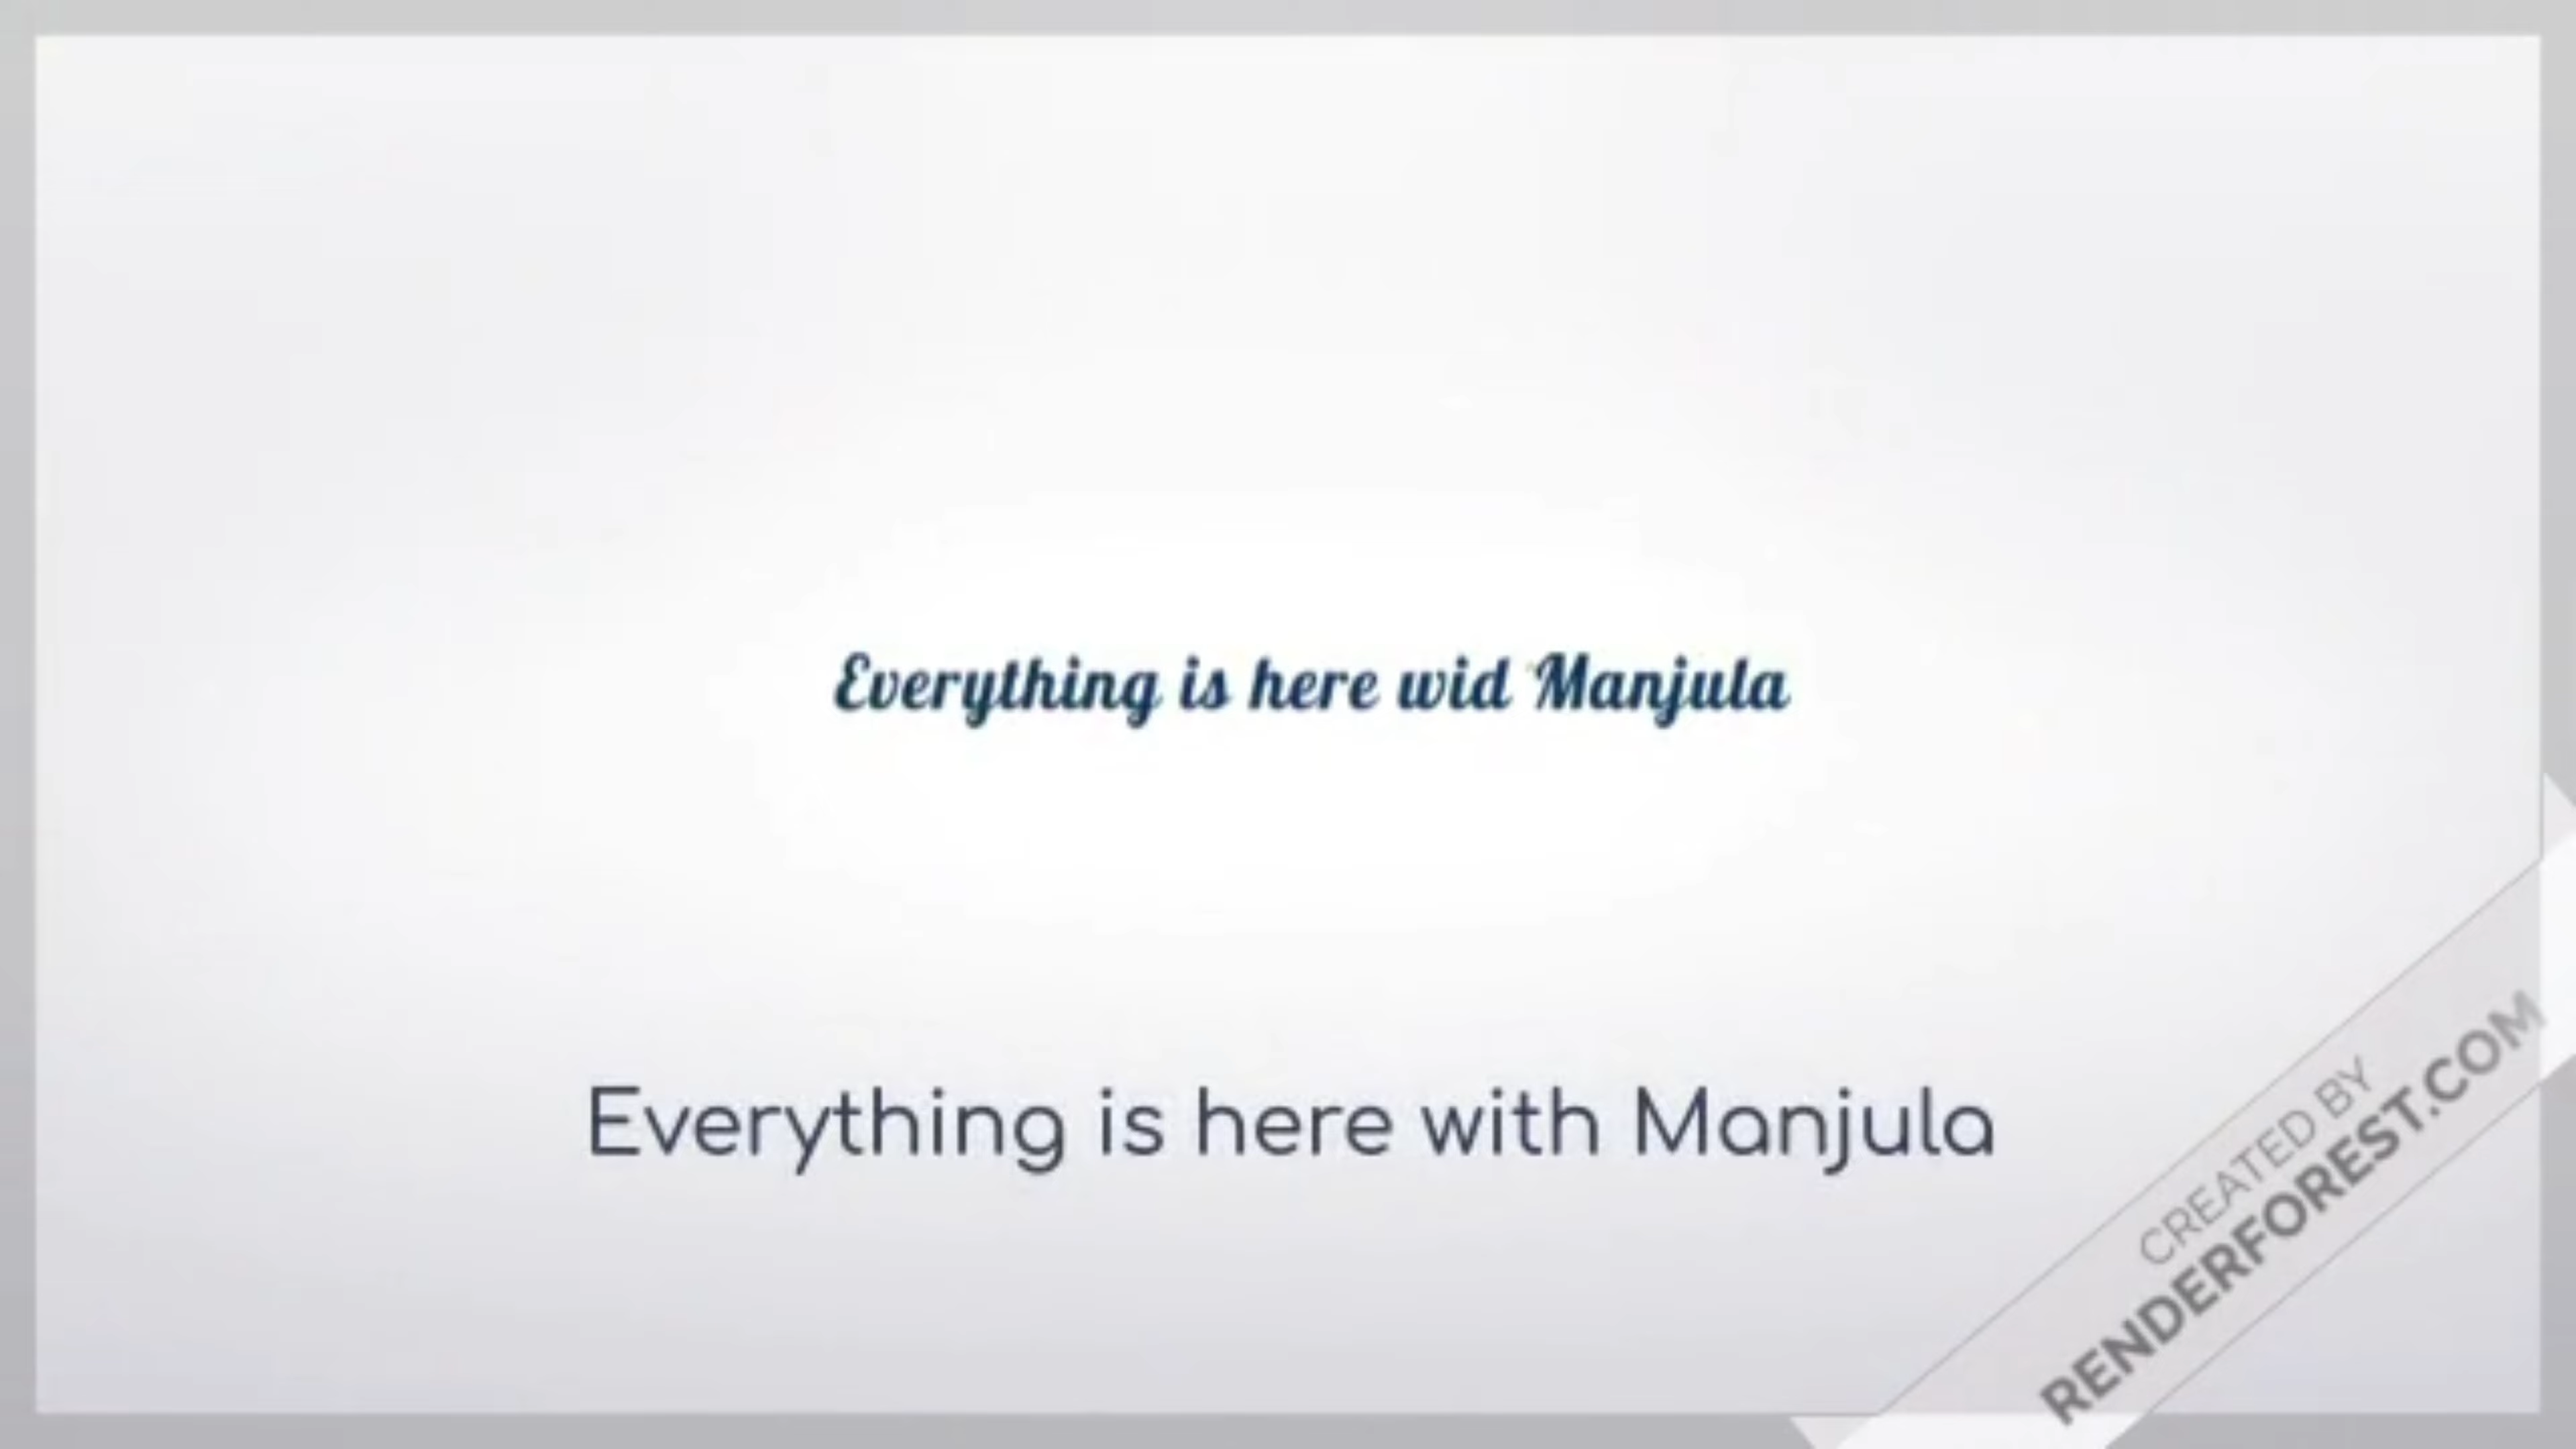 Everything is here wid Manjula
Everything is here with Manjula
CREATED BY
RENDERFOREST.COM